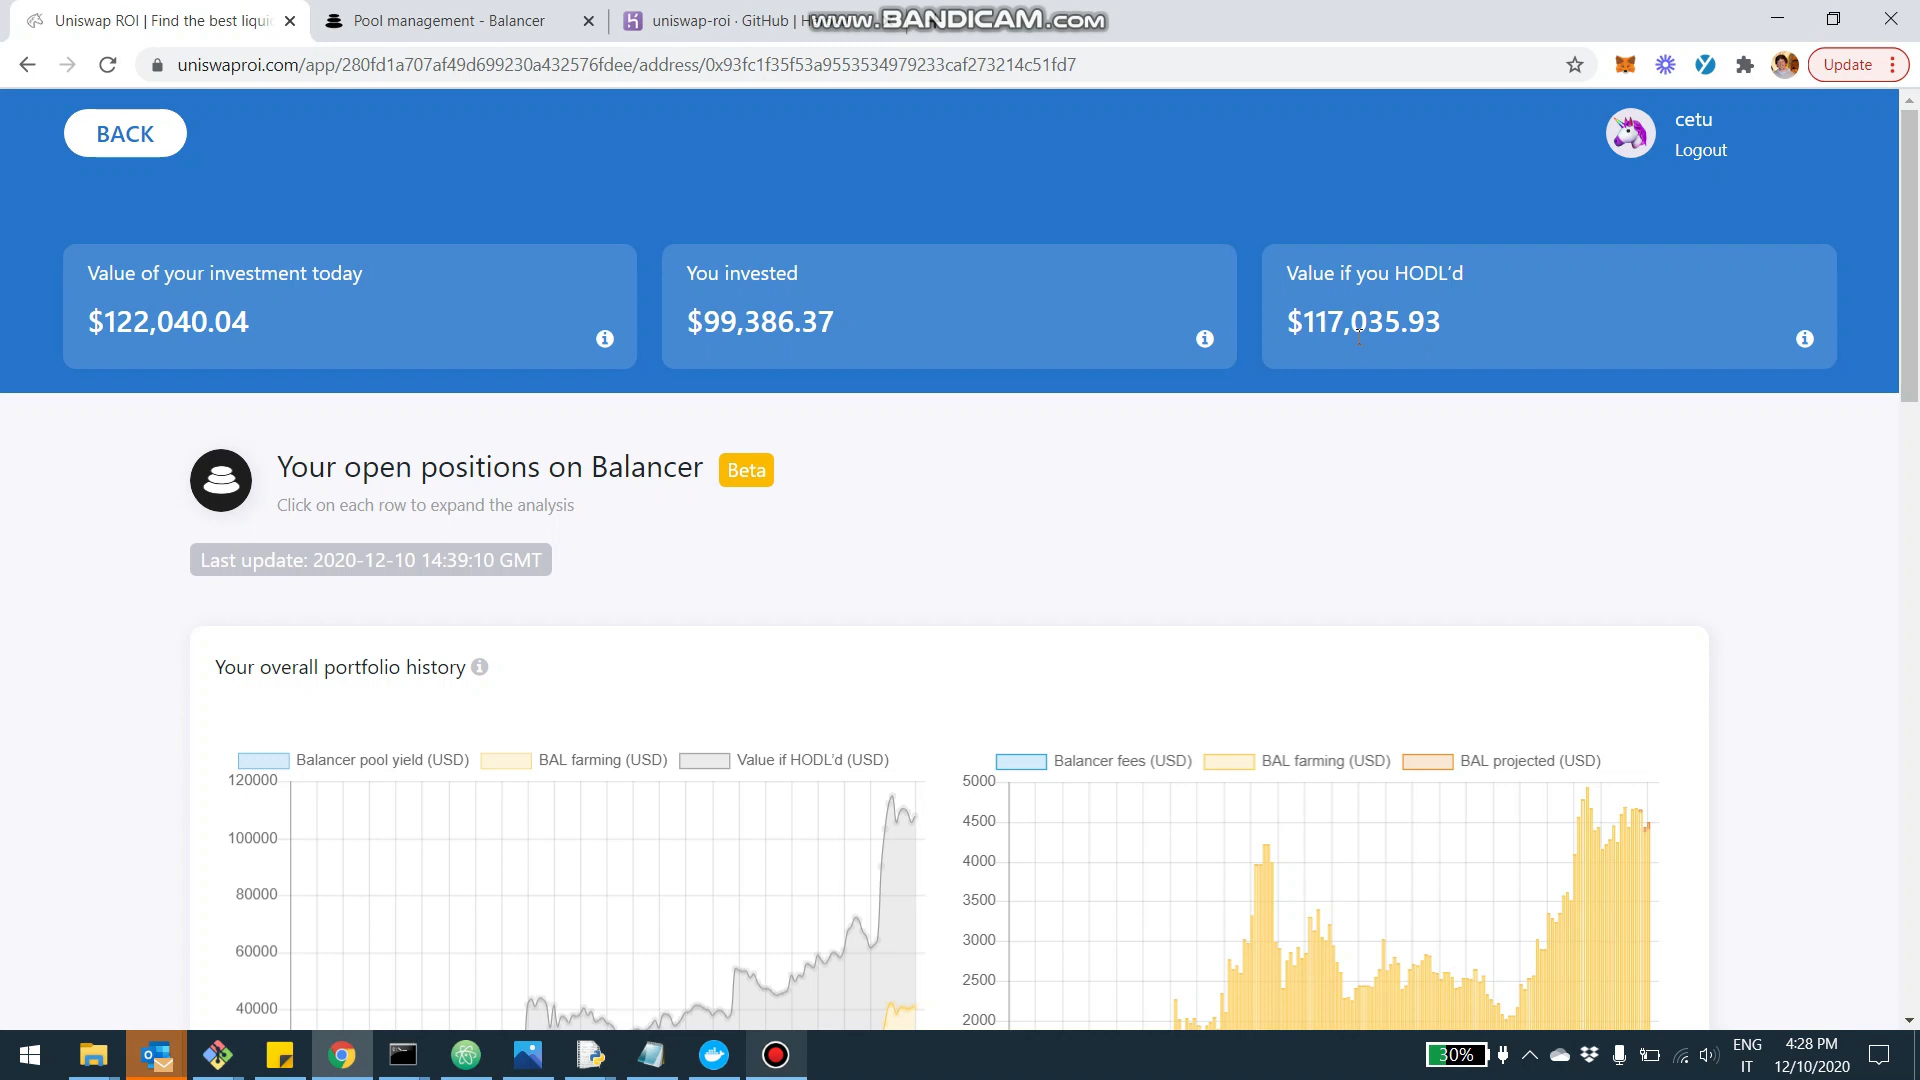 Uniswap ROI | Find the best liqui
Pool management - Balancer
uniswap-roi · GitHub | H
www.BANDICAM.com
uniswaproi.com/app/280fd1a707af49d699230a432576fdee/address/0x93fc1f35f53a9553534979233caf273214c51fd7
Update
BACK
cetu
Logout
Value of your investment today
$122,040.04
You invested
$99,386.37
Value if you HODL’d
$117,035.93
Your open positions on Balancer
Beta
Click on each row to expand the analysis
Last update: 2020-12-10 14:39:10 GMT
Your overall portfolio history
Balancer pool yield (USD)
BAL farming (USD)
Value if HODL’d (USD)
120000
100000
80000
60000
40000
Balancer fees (USD)
BAL farming (USD)
BAL projected (USD)
5000
4500
4000
3500
3000
2500
2000
30%
ENG
IT
4:28 PM
12/10/2020